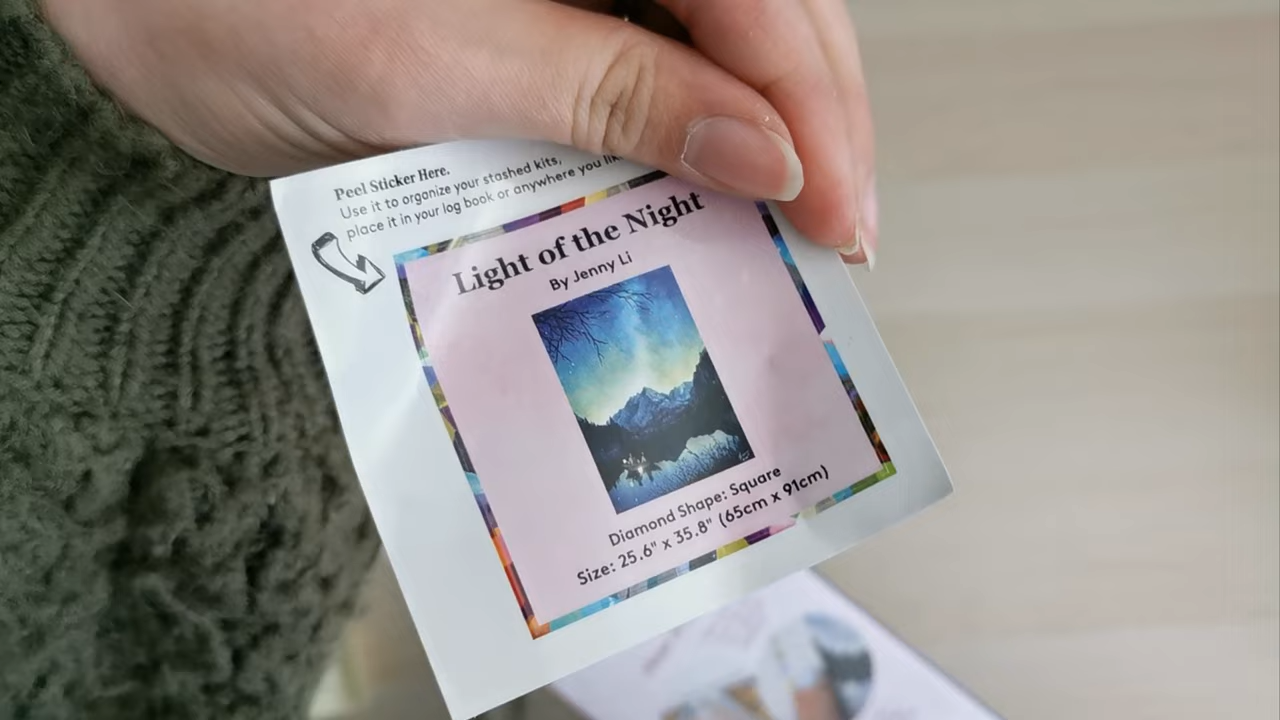 Peel Sticker Here.
Use it to organize your stashed kits,
place it in your log book or anywhere you
Light of the Night
By Jenny Li
Diamond Shape: Square
Size: 25.6" x 35.8" (65cm x 91cm)